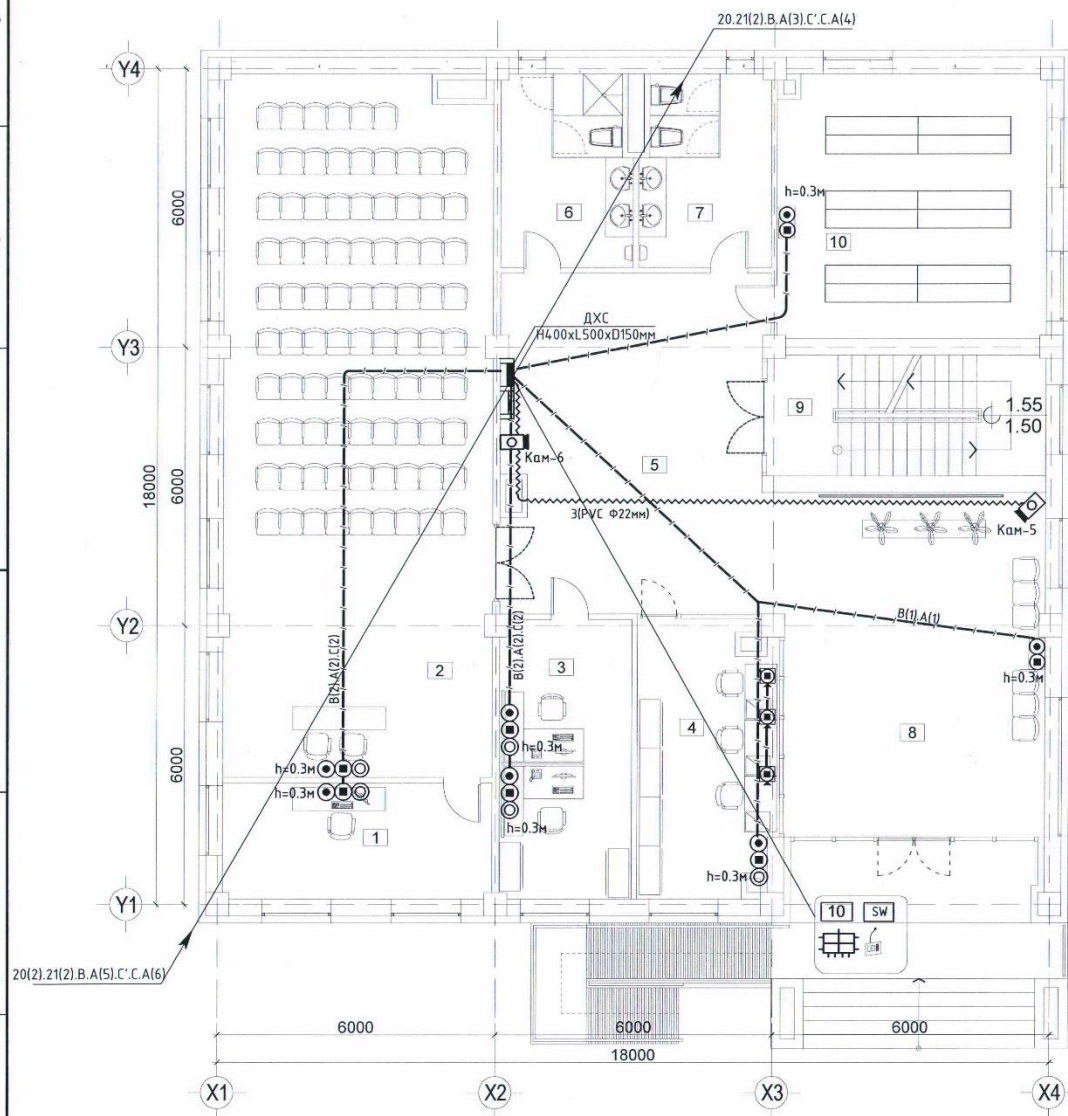 20.21(2).B.A(3).C'.C.A(4)
Y4
6000
6
7
h=0.3м
10
ДХС
H400xL500xD150мм
Y3
9
1.55
1.50
18000
6000
Кам-6
5
3(PVC Ф22мм)
Кам-5
Y2
B(1).A(1)
B(2).A(2).C(2)
2
B(2).A(2).C(2)
3
h=0.3м
4
8
6000
h=0.3м
h=0.3м
h=0.3м
h=0.3м
1
h=0.3м
Y1
10
SW
20(2).21(2).B.A(5).C'.C.A(6)
6000
6000
6000
18000
X1
X2
X3
X4